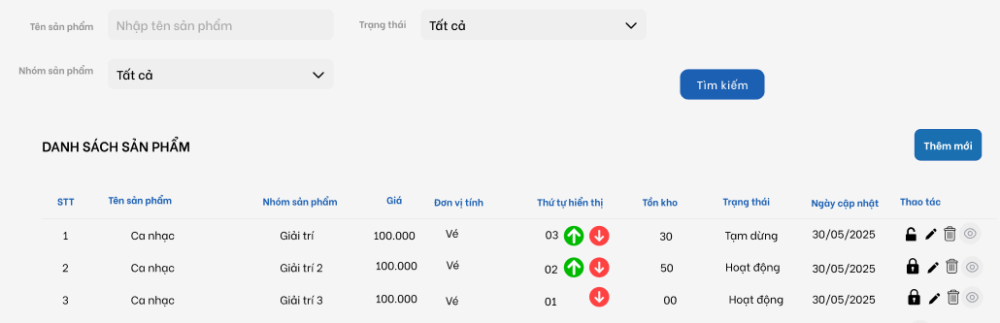 Tên sản phẩm Nhập tên sản phẩm Trạng thái Tất cả
Nhóm sản phẩm Tất cả
Tìm kiếm
DANH SÁCH SẢN PHẨM Thêm mới
STT Tên sản phẩm Nhóm sản phẩm Giá Đơn vị tính Thứ tự hiển thị Tồn kho Trạng thái Ngày cập nhật Thao tác
1 Ca nhạc Giải trí 100.000 Vé 03 30 Tạm dừng 30/05/2025
2 Ca nhạc Giải trí 2 100.000 Vé 02 50 Hoạt động 30/05/2025
3 Ca nhạc Giải trí 3 100.000 Vé 01 00 Hoạt động 30/05/2025